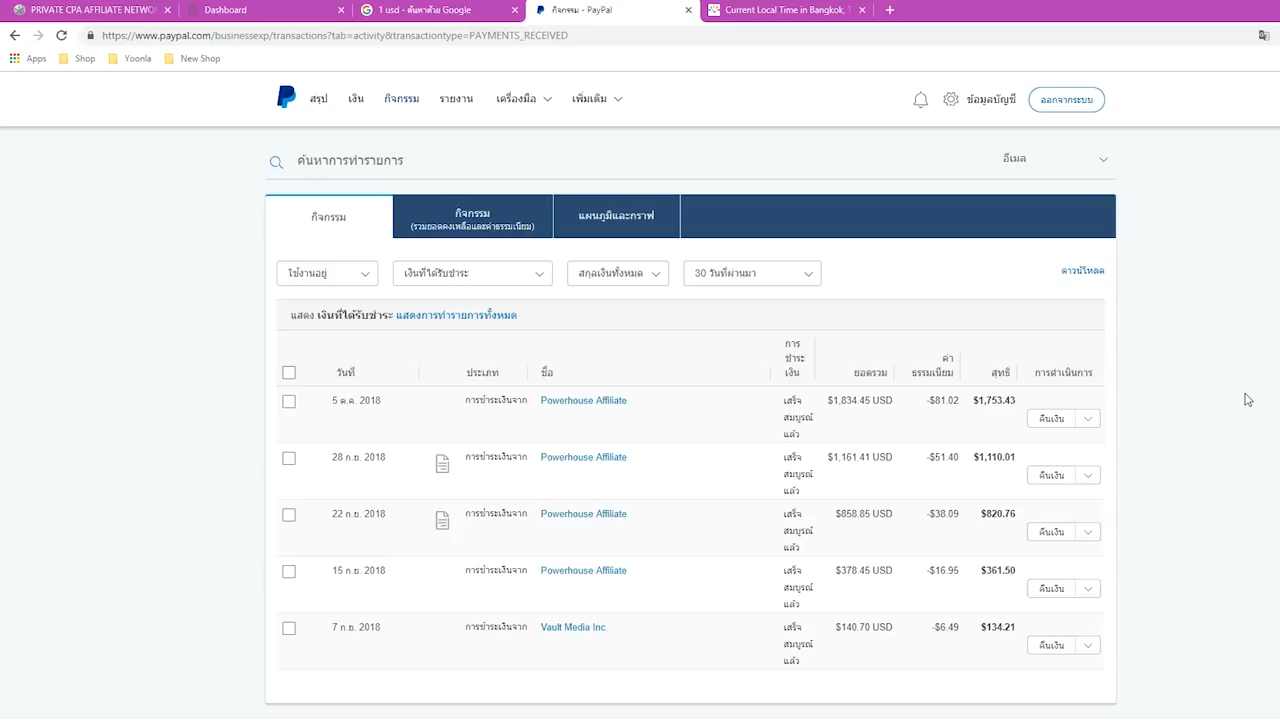 PRIVATE CPA AFFILIATE NETWOR
Dashboard
1 usd - ค้นหาด้วย Google
กิจกรรม - PayPal
Current Local Time in Bangkok, T
https://www.paypal.com/businessexp/transactions?tab=activity&transactiontype=PAYMENTS_RECEIVED
Apps Shop Yoonla New Shop
สรุป เงิน กิจกรรม รายงาน เครื่องมือ เพิ่มเติม ข้อมูลบัญชี ออกจากระบบ
ค้นหาการทำรายการ อีเมล
กิจกรรม
กิจกรรม
(รวมยอดคงเหลือและค่าธรรมเนียม)
แผนภูมิและกราฟ
ใช้งานอยู่ เงินที่ได้รับชำระ สกุลเงินทั้งหมด 30 วันที่ผ่านมา ดาวน์โหลด
แสดง เงินที่ได้รับชำระ แสดงการทำรายการทั้งหมด
วันที่ ประเภท ชื่อ
การ
ชำระ
เงิน
ยอดรวม
ค่า
ธรรมเนียม
สุทธิ การดำเนินการ
5 ต.ค. 2018 การชำระเงินจาก Powerhouse Affiliate เสร็จ $1,834.45 USD -$81.02 $1,753.43
สมบูรณ์ คืนเงิน
แล้ว
28 ก.ย. 2018 การชำระเงินจาก Powerhouse Affiliate เสร็จ $1,161.41 USD -$51.40 $1,110.01
สมบูรณ์ คืนเงิน
แล้ว
22 ก.ย. 2018 การชำระเงินจาก Powerhouse Affiliate เสร็จ $858.85 USD -$38.09 $820.76
สมบูรณ์ คืนเงิน
แล้ว
15 ก.ย. 2018 การชำระเงินจาก Powerhouse Affiliate เสร็จ $378.45 USD -$16.95 $361.50
สมบูรณ์ คืนเงิน
แล้ว
7 ก.ย. 2018 การชำระเงินจาก Vault Media Inc. เสร็จ $140.70 USD -$6.49 $134.21
สมบูรณ์ คืนเงิน
แล้ว